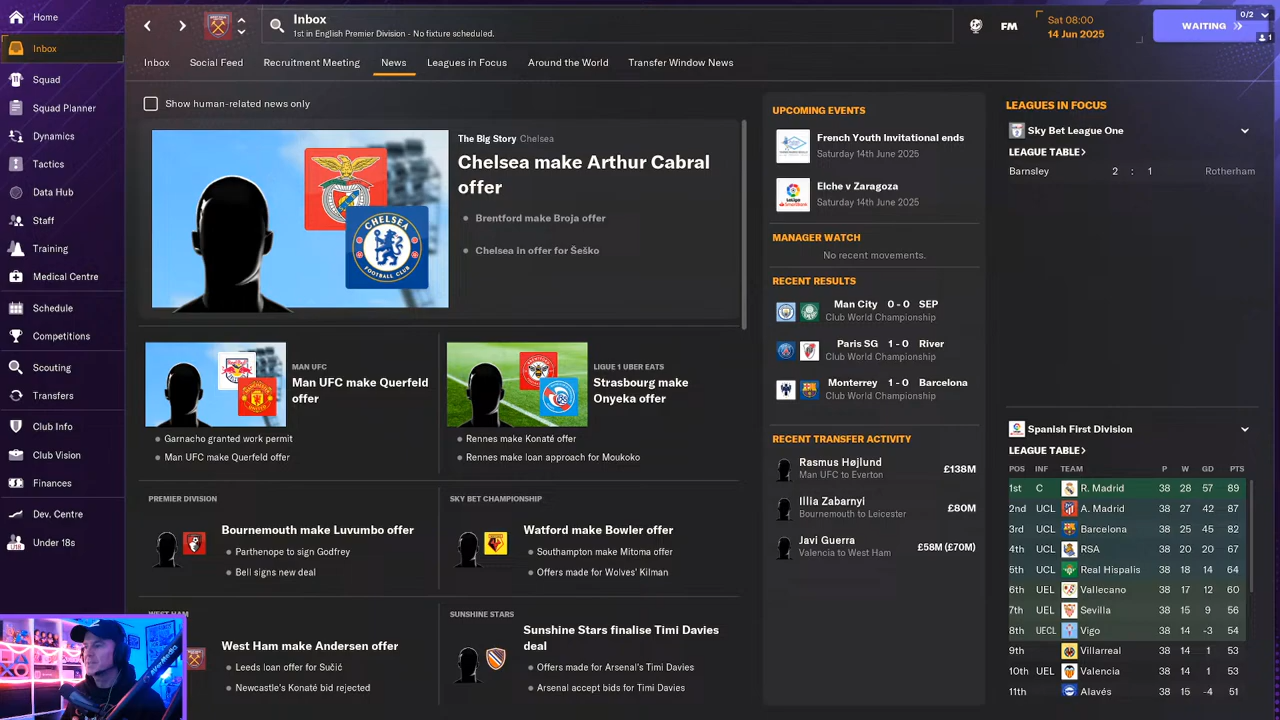 Home
Inbox
Squad
Squad Planner
Dynamics
Tactics
Data Hub
Staff
Training
Medical Centre
Schedule
Competitions
Scouting
Transfers
Club Info
Club Vision
Finances
Dev. Centre
Under 18s
Inbox
1st in English Premier Division - No fixture scheduled.
FM
Sat 08:00
14 Jun 2025
WAITING
0/2
1
Inbox
Social Feed
Recruitment Meeting
News
Leagues in Focus
Around the World
Transfer Window News
Show human-related news only
The Big Story Chelsea
Chelsea make Arthur Cabral
offer
Brentford make Broja offer
Chelsea in offer for Šeško
MAN UFC
Man UFC make Querfeld
offer
Garnacho granted work permit
Man UFC make Querfeld offer
LIGUE 1 UBER EATS
Strasbourg make
Onyeka offer
Rennes make Konaté offer
Rennes make loan approach for Moukoko
PREMIER DIVISION
Bournemouth make Luvumbo offer
Parthenope to sign Godfrey
Bell signs new deal
SKY BET CHAMPIONSHIP
Watford make Bowler offer
Southampton make Mitoma offer
Offers made for Wolves' Kilman
WEST HAM
West Ham make Andersen offer
Leeds loan offer for Sučić
Newcastle's Konaté bid rejected
SUNSHINE STARS
Sunshine Stars finalise Timi Davies
deal
Offers made for Arsenal's Timi Davies
Arsenal accept bids for Timi Davies
UPCOMING EVENTS
French Youth Invitational ends
Saturday 14th June 2025
Elche v Zaragoza
Saturday 14th June 2025
MANAGER WATCH
No recent movements.
RECENT RESULTS
Man City 0 - 0 SEP
Club World Championship
Paris SG 1 - 0 River
Club World Championship
Monterrey 1 - 0 Barcelona
Club World Championship
RECENT TRANSFER ACTIVITY
Rasmus Højlund
Man UFC to Everton
£138M
Illia Zabarnyi
Bournemouth to Leicester
£80M
Javi Guerra
Valencia to West Ham
£58M (£70M)
LEAGUES IN FOCUS
Sky Bet League One
LEAGUE TABLE>
Barnsley 2 : 1 Rotherham
Spanish First Division
LEAGUE TABLE>
POS INF TEAM P W GD PTS
1st C R. Madrid 38 28 57 89
2nd UCL A. Madrid 38 27 42 87
3rd UCL Barcelona 38 25 45 82
4th UCL RSA 38 20 20 67
5th UCL Real Hispalis 38 18 14 64
6th UEL Vallecano 38 17 12 60
7th UEL Sevilla 38 15 9 56
8th UECL Vigo 38 14 -3 54
9th Villarreal 38 14 1 53
10th UEL Valencia 38 14 1 53
11th Alavés 38 15 -4 51